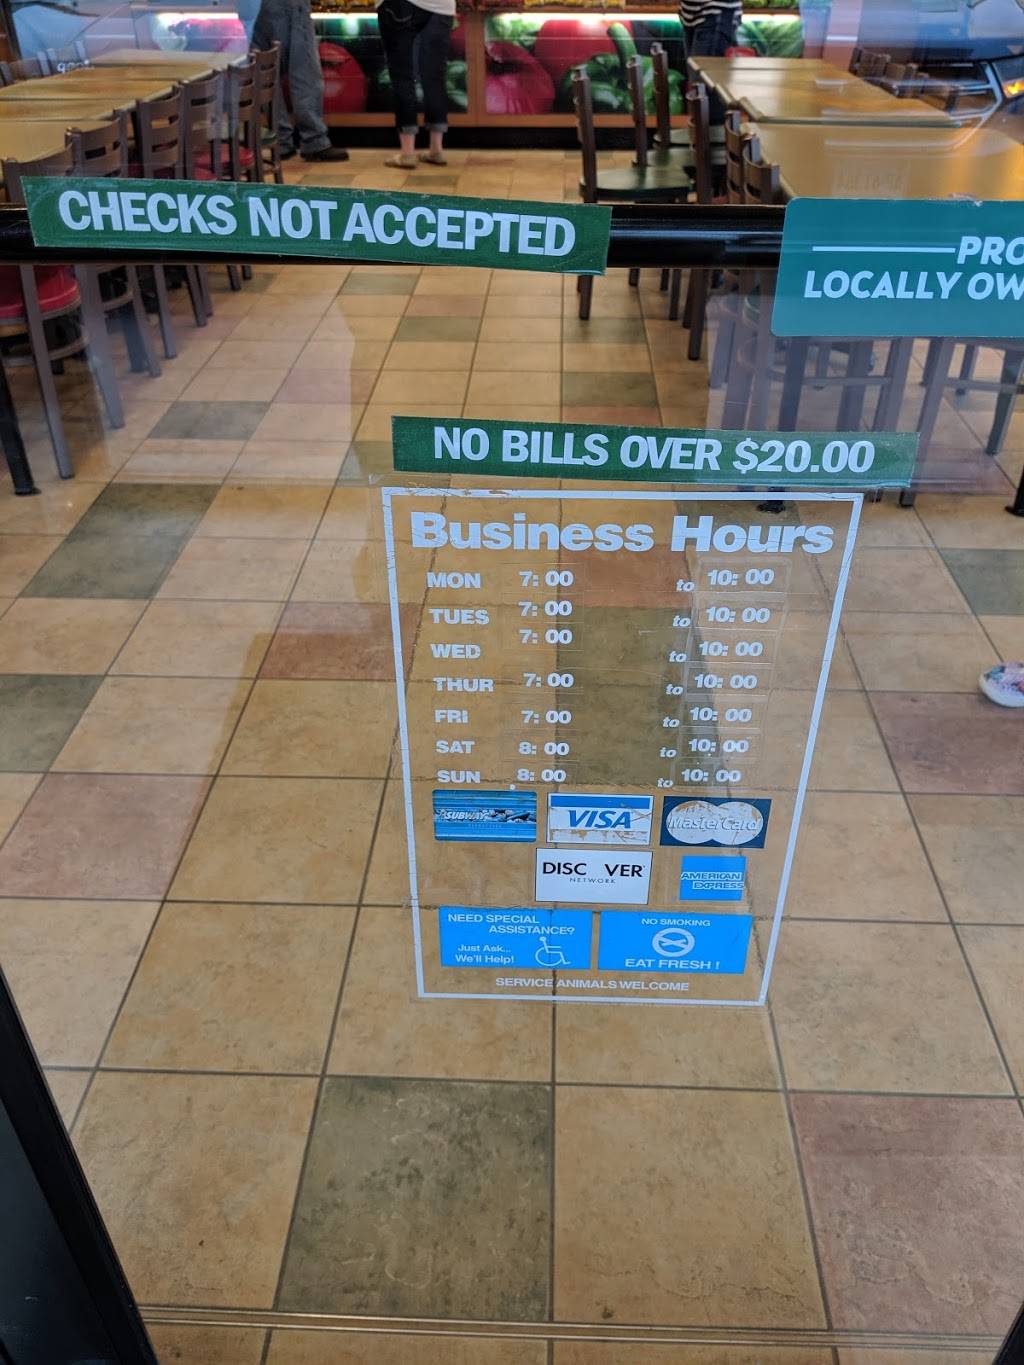 CHECKS NOT ACCEPTED
PRO
LOCALLY OW
NO BILLS OVER $20.00
Business Hours
MON 7:00 to 10:00
TUES 7:00 to 10:00
WED 7:00 to 10:00
THUR 7:00 to 10:00
FRI 7:00 to 10:00
SAT 8:00 to 10:00
SUN 8:00 to 10:00
SUBWAY
VISA
MasterCard
DISC VER
NETWORK
AMERICAN
EXPRESS
NEED SPECIAL
ASSISTANCE?
Just Ask...
We'll Help!
NO SMOKING
EAT FRESH !
SERVICE ANIMALS WELCOME